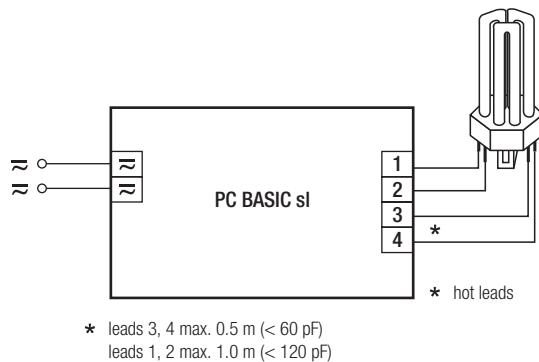 1
2
PC BASIC sl
3
4
*
* hot leads
* leads 3, 4 max. 0.5 m (< 60 pF)
leads 1, 2 max. 1.0 m (< 120 pF)